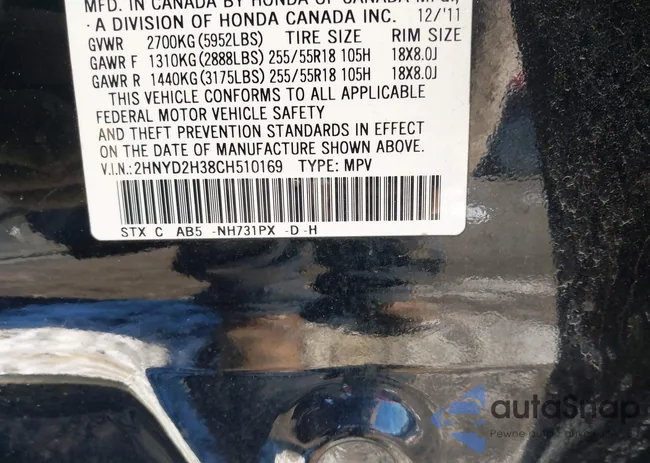 MFD. IN CANADA BY HONDA OF CANADA MFG.,
· A DIVISION OF HONDA CANADA INC. 12/'11
GVWR 2700KG(5952LBS) TIRE SIZE RIM SIZE
GAWR F 1310KG(2888LBS) 255/55R18 105H 18X8.0J
GAWR R 1440KG(3175LBS) 255/55R18 105H 18X8.0J
THIS VEHICLE CONFORMS TO ALL APPLICABLE
FEDERAL MOTOR VEHICLE SAFETY
AND THEFT PREVENTION STANDARDS IN EFFECT
ON THE DATE OF MANUFACTURE SHOWN ABOVE.
V.I.N.:2HNYD2H38CH510169 TYPE: MPV
STX C AB5 -NH731PX -D-H
autoSnap
Pewne auto z drive